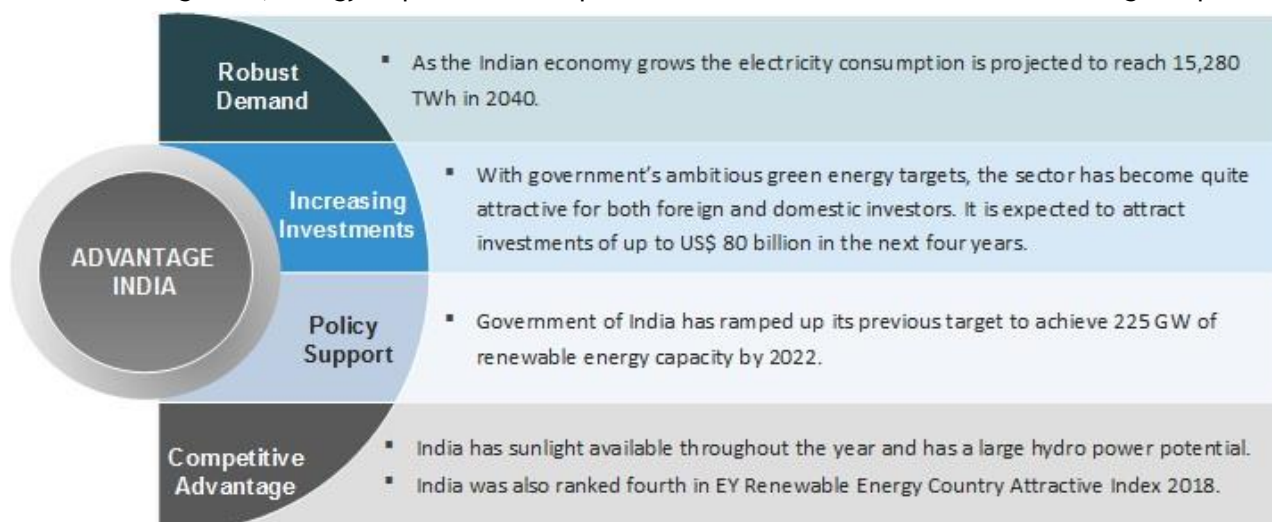 ADVANTAGE
INDIA
Robust
Demand
▪ As the Indian economy grows the electricity consumption is projected to reach 15,280
TWh in 2040.
Increasing
Investments
▪ With government's ambitious green energy targets, the sector has become quite
attractive for both foreign and domestic investors. It is expected to attract
investments of up to US$ 80 billion in the next four years.
Policy
Support
▪ Government of India has ramped up its previous target to achieve 225 GW of
renewable energy capacity by 2022.
Competitive
Advantage
▪ India has sunlight available throughout the year and has a large hydro power potential.
▪ India was also ranked fourth in EY Renewable Energy Country Attractive Index 2018.